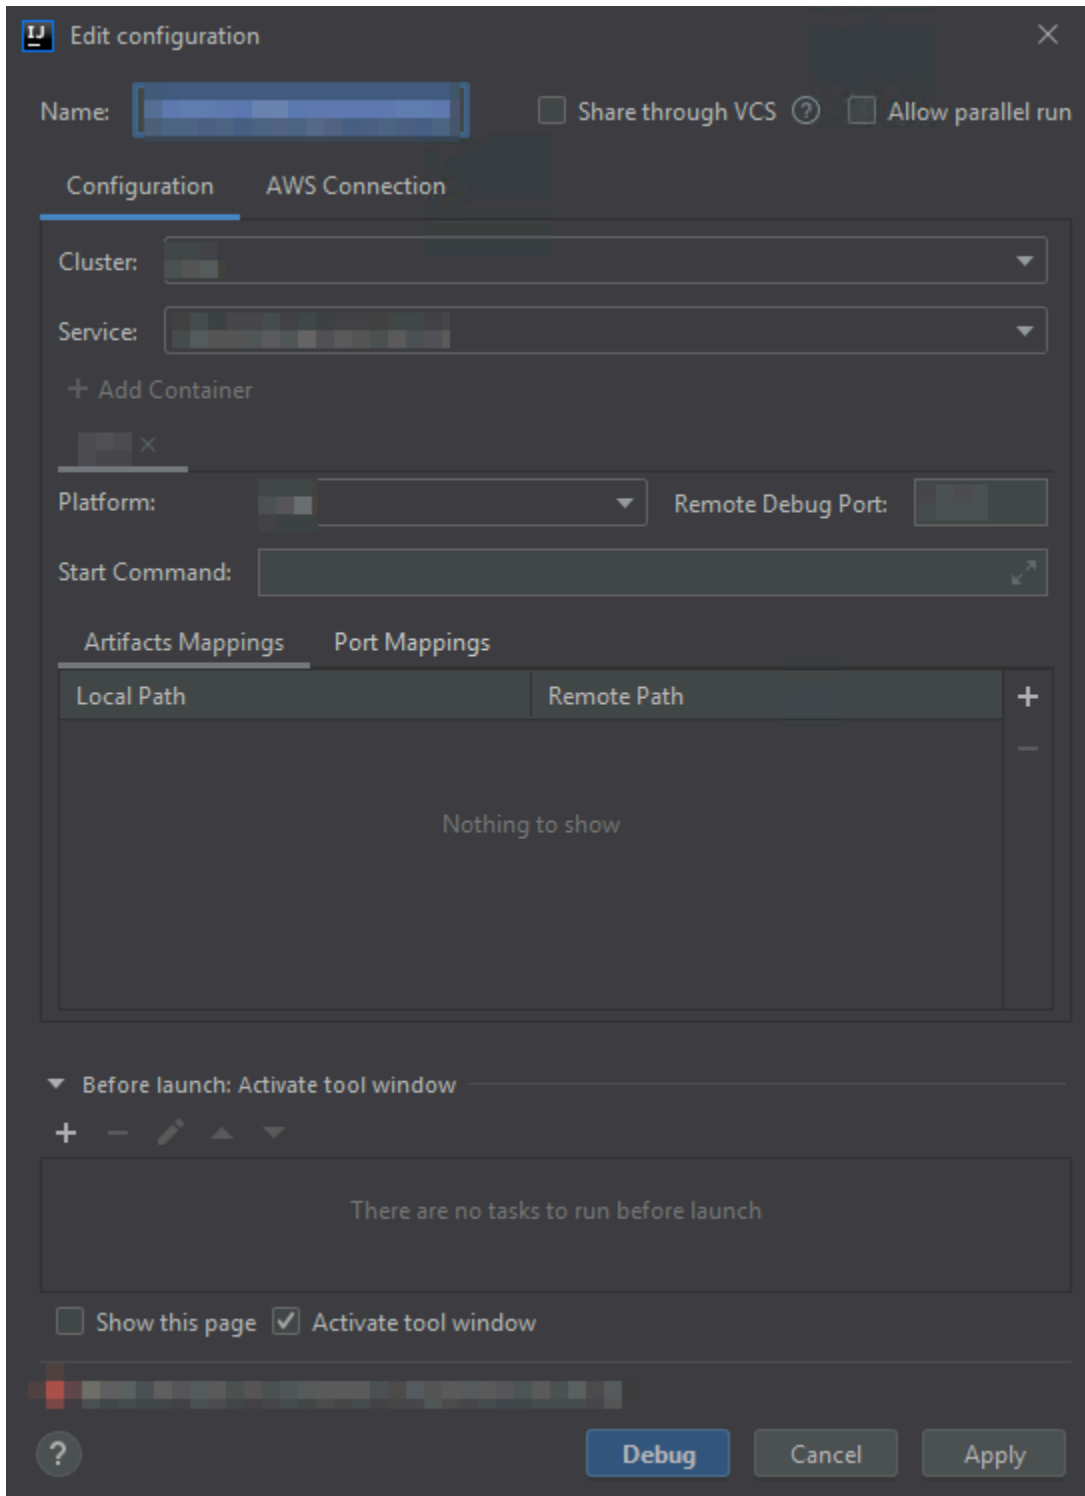 IJ
Edit configuration
Name:
Share through VCS ? Allow parallel run
Configuration AWS Connection
Cluster:
Service:
+ Add Container
Platform:
Remote Debug Port:
Start Command:
Artifacts Mappings Port Mappings
Local Path Remote Path
Nothing to show
Before launch: Activate tool window
There are no tasks to run before launch
Show this page Activate tool window
? Debug Cancel Apply